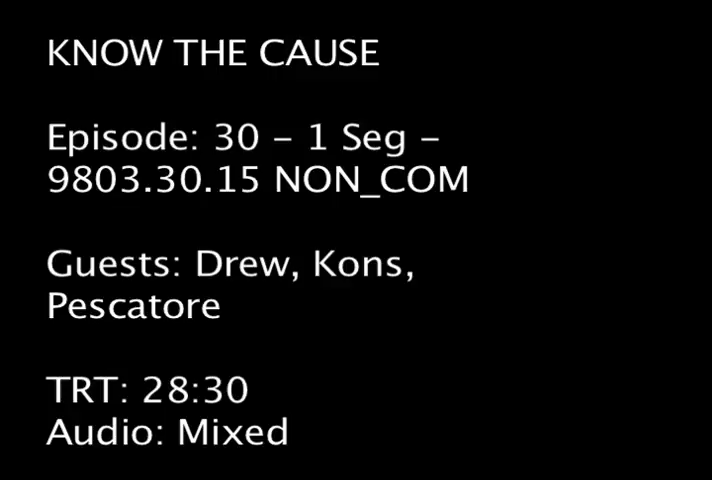 KNOW THE CAUSE
Episode: 30 – 1 Seg –
9803.30.15 NON_COM
Guests: Drew, Kons,
Pescatore
TRT: 28:30
Audio: Mixed